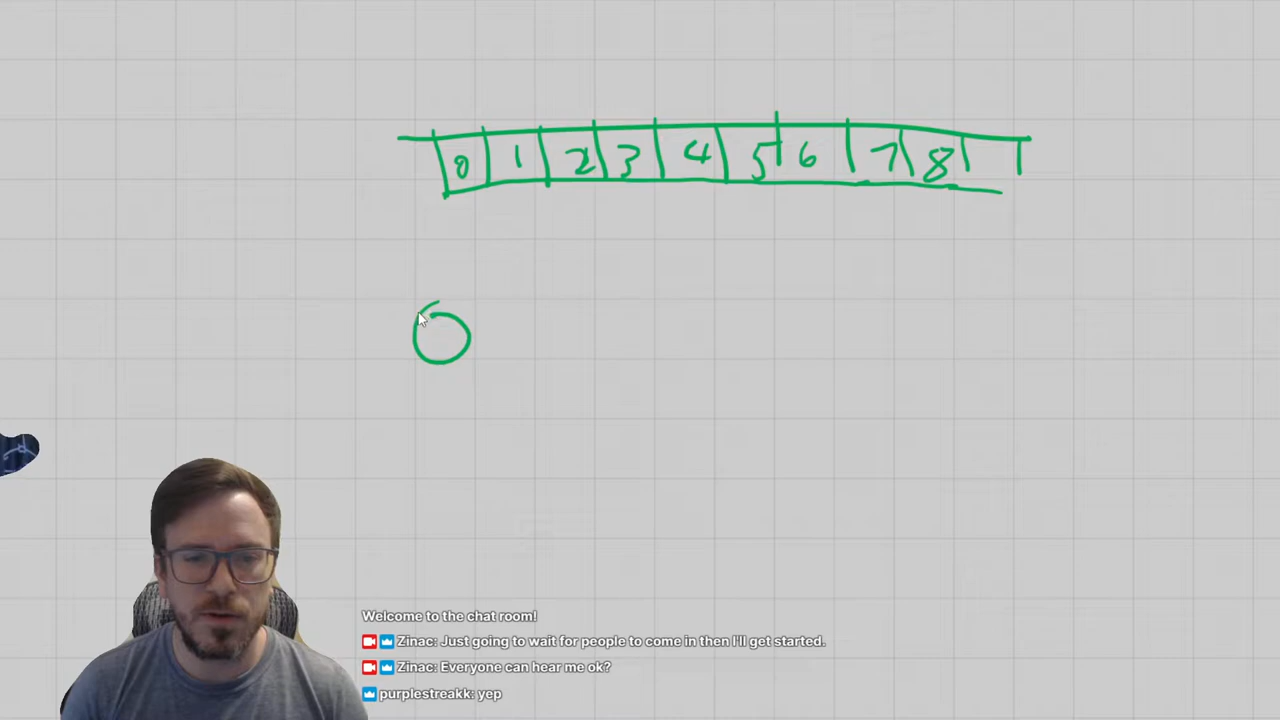 0 1 2 3 4 5 6 7 8
Welcome to the chat room!
Zinac: Just going to wait for people to come in then I'll get started.
Zinac: Everyone can hear me ok?
purplestreakk: yep